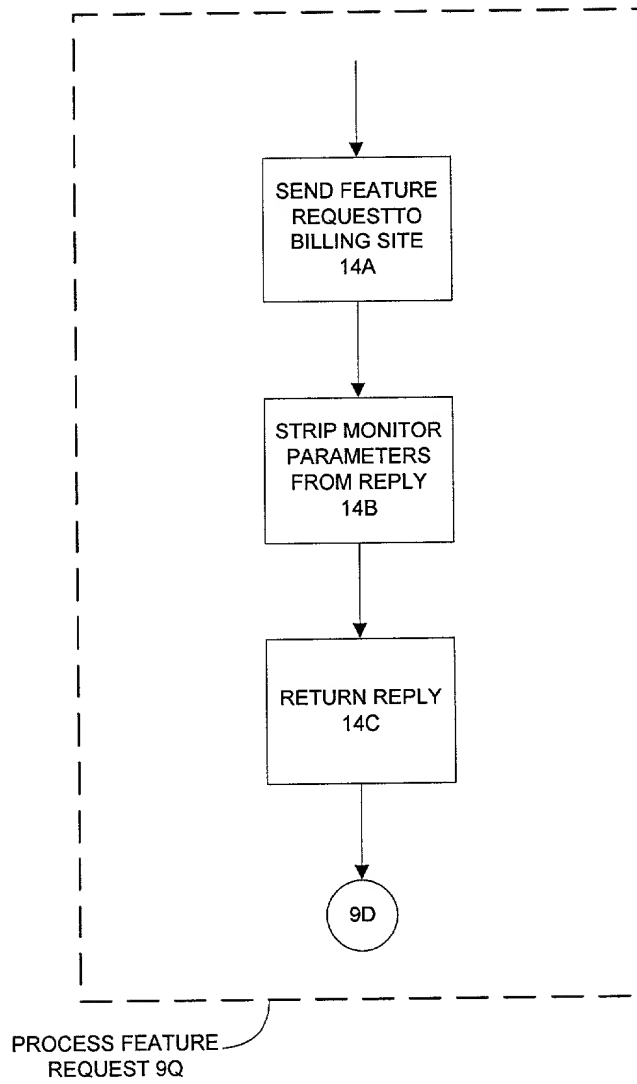 SEND FEATURE
REQUESTTO
BILLING SITE
14A
STRIP MONITOR
PARAMETERS
FROM REPLY
14B
RETURN REPLY
14C
9D
PROCESS FEATURE
REQUEST 9Q